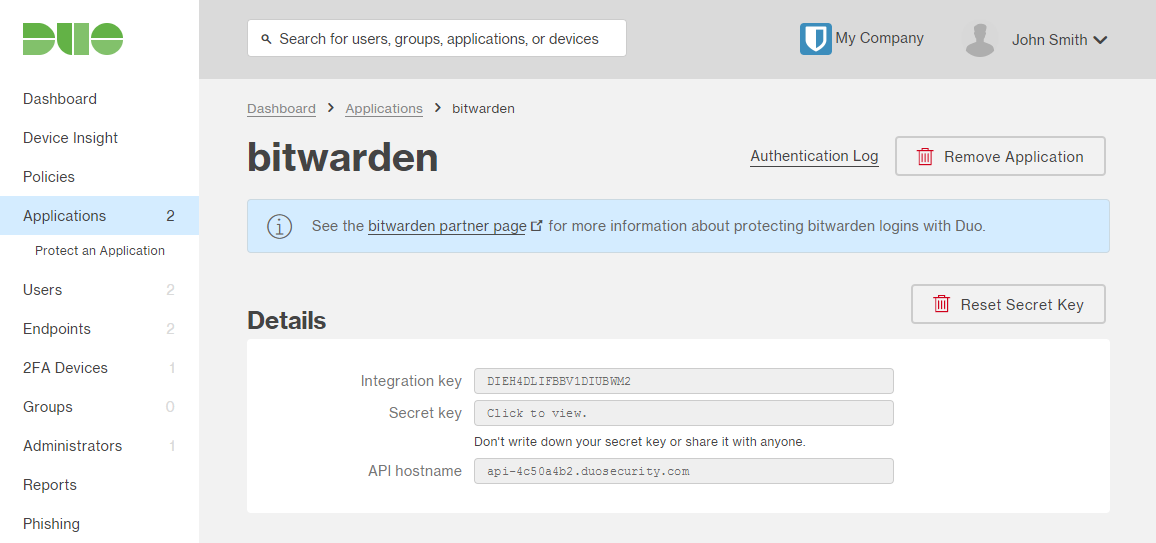 DUO
Search for users, groups, applications, or devices
My Company
John Smith
Dashboard
Device Insight
Policies
Applications 2
Protect an Application
Users 2
Endpoints 2
2FA Devices 1
Groups 0
Administrators 1
Reports
Phishing
Dashboard > Applications > bitwarden
bitwarden
Authentication Log
Remove Application
See the bitwarden partner page for more information about protecting bitwarden logins with Duo.
Details
Reset Secret Key
Integration key DIEH4DLIFBBV1DIUBWM2
Secret key Click to view.
Don't write down your secret key or share it with anyone.
API hostname api-4c50a4b2.duosecurity.com